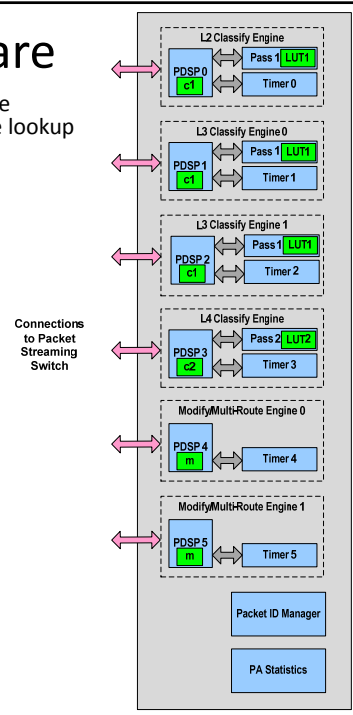 are
e
e lookup
L2 Classify Engine
PDSP 0
c1
Pass 1 LUT1
Timer 0
L3 Classify Engine 0
PDSP 1
c1
Pass 1 LUT1
Timer 1
L3 Classify Engine 1
PDSP 2
c1
Pass 1 LUT1
Timer 2
Connections
to Packet
Streaming
Switch
L4 Classify Engine
PDSP 3
c2
Pass 2 LUT2
Timer 3
Modify/Multi-Route Engine 0
PDSP 4
m
Timer 4
Modify/Multi-Route Engine 1
PDSP 5
m
Timer 5
Packet ID Manager
PA Statistics